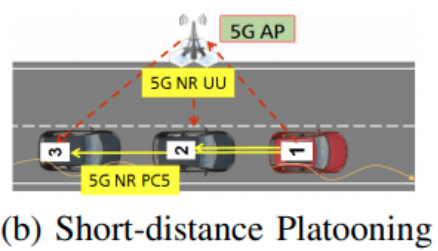 5G AP
5G NR UU
3
2
1
5G NR PC5
(b) Short-distance Platooning